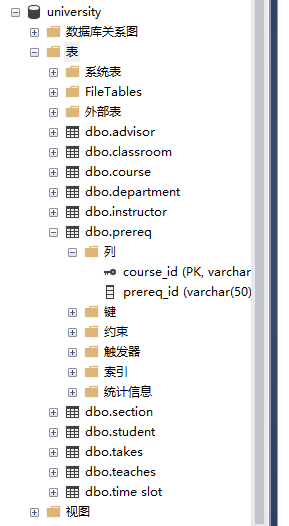 university
数据库关系图
表
系统表
FileTables
外部表
dbo.advisor
dbo.classroom
dbo.course
dbo.department
dbo.instructor
dbo.prereq
列
course_id (PK, varchar
prereq_id (varchar(50)
键
约束
触发器
索引
统计信息
dbo.section
dbo.student
dbo.takes
dbo.teaches
dbo.time slot
视图